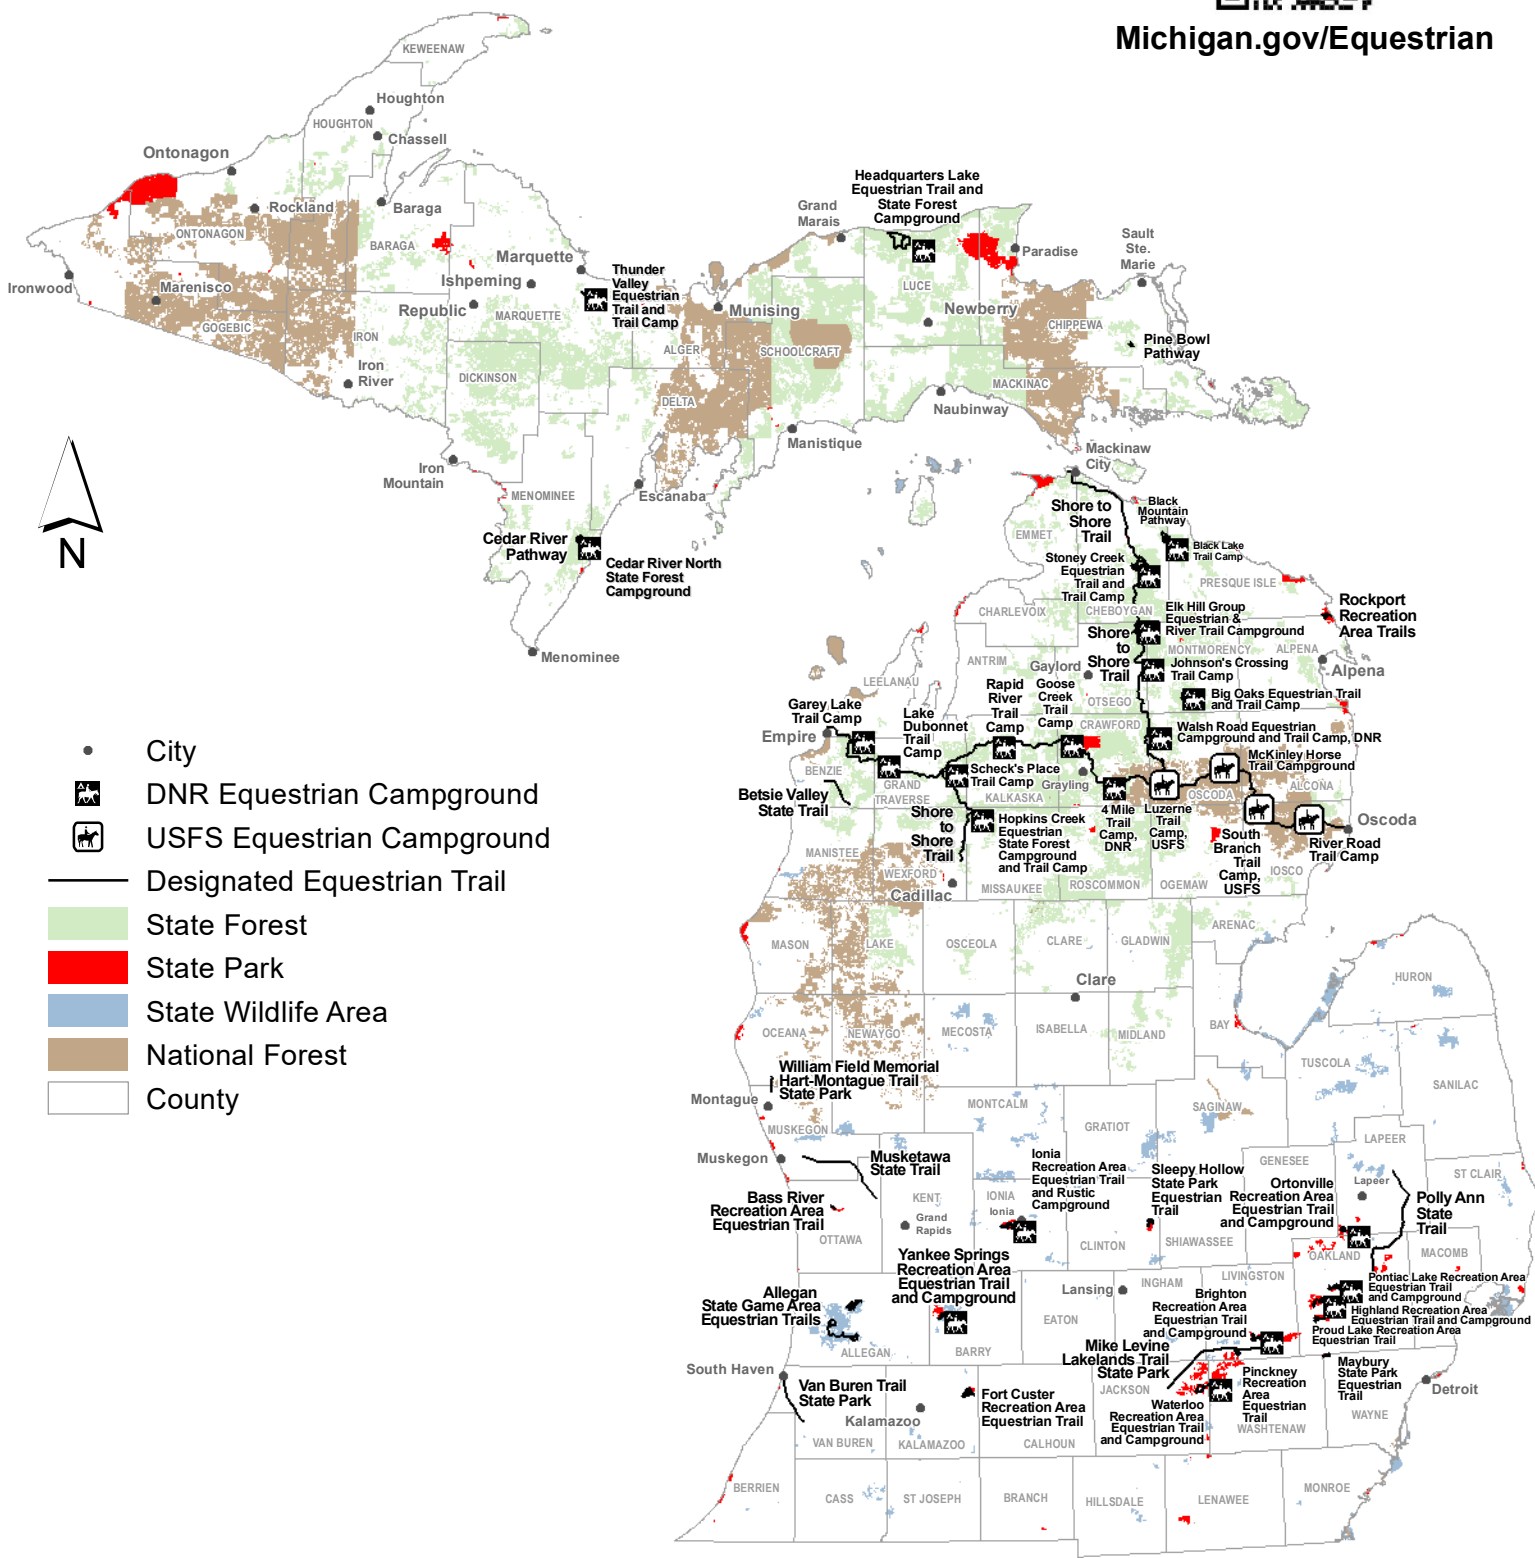 Michigan.gov/Equestrian
KEWEENAW
Houghton
HOUGHTON
Chassell
Ontonagon
Rockland
Baraga
ONTONAGON
BARAGA
Ironwood
Marenisco
GOGEBIC
IRON
Iron
River
Marquette
Ishpeming
Republic
MARQUETTE
DICKINSON
Thunder
Valley
Equestrian
Trail and
Trail Camp
Munising
ALGER
SCHOOLCRAFT
DELTA
Grand
Marais
Headquarters Lake
Equestrian Trail and
State Forest
Campground
Paradise
Sault
Ste.
Marie
LUCE
Newberry
CHIPPEWA
Pine Bowl
Pathway
MACKINAC
Naubinway
Manistique
Iron
Mountain
MENOMINEE
Escanaba
Cedar River
Pathway
Cedar River North
State Forest
Campground
Menominee
N
Mackinaw
City
Shore to
Shore
Trail
Black
Mountain
Pathway
Black Lake
Trail Camp
EMMET
Stoney Creek
Equestrian
Trail and
Trail Camp
PRESQUE ISLE
CHARLEVOIX
CHEBOYGAN
Elk Hill Group
Equestrian &
River Trail Campground
Rockport
Recreation
Area Trails
Shore
to
Shore
Trail
MONTMORENCY
ALPENA
Alpena
Johnson's Crossing
Trail Camp
ANTRIM
Gaylord
LEELANAU
OTSEGO
Big Oaks Equestrian Trail
and Trail Camp
Garey Lake
Trail Camp
Empire
Lake
Dubonnet
Trail
Camp
Rapid
River
Trail
Camp
Goose
Creek
Trail
Camp
CRAWFORD
Walsh Road Equestrian
Campground and Trail Camp, DNR
McKinley Horse
Trail Campground
BENZIE
GRAND
TRAVERSE
Scheck's Place
Trail Camp
KALKASKA
Grayling
OSCODA
ALCONA
Betsie Valley
State Trail
Shore
to
Shore
Trail
Hopkins Creek
Equestrian
State Forest
Campground
and Trail Camp
4 Mile
Trail
Camp,
DNR
Luzerne
Trail
Camp,
USFS
South
Branch
Trail
Camp,
USFS
Oscoda
River Road
Trail Camp
MANISTEE
WEXFORD
Cadillac
MISSAUKEE
ROSCOMMON
OGEMAW
IOSCO
City
DNR Equestrian Campground
USFS Equestrian Campground
Designated Equestrian Trail
State Forest
State Park
State Wildlife Area
National Forest
County
MASON
LAKE
OSCEOLA
CLARE
GLADWIN
ARENAC
Clare
HURON
OCEANA
NEWAYGO
MECOSTA
ISABELLA
MIDLAND
BAY
TUSCOLA
SANILAC
William Field Memorial
Hart-Montague Trail
State Park
Montague
MUSKEGON
MONTCALM
GRATIOT
SAGINAW
LAPEER
Muskegon
Musketawa
State Trail
Ionia
Recreation Area
Equestrian Trail
and Rustic
Campground
Sleepy Hollow
State Park
Equestrian
Trail
GENESEE
Ortonville
Recreation Area
Equestrian Trail
and Campground
Lapeer
ST CLAIR
Polly Ann
State
Trail
Bass River
Recreation Area
Equestrian Trail
KENT
Grand
Rapids
IONIA
Ionia
OTTAWA
CLINTON
SHIAWASSEE
OAKLAND
MACOMB
Yankee Springs
Recreation Area
Equestrian Trail
and Campground
Allegan
State Game Area
Equestrian Trails
Lansing
INGHAM
LIVINGSTON
Pontiac Lake Recreation Area
Equestrian Trail
and Campground
Highland Recreation Area
Equestrian Trail and Campground
Proud Lake Recreation Area
Equestrian Trail
Brighton
Recreation Area
Equestrian Trail
and Campground
EATON
ALLEGAN
BARRY
Mike Levine
Lakelands Trail
State Park
Maybury
State Park
Equestrian
Trail
Detroit
South Haven
Van Buren Trail
State Park
Kalamazoo
Fort Custer
Recreation Area
Equestrian Trail
JACKSON
Waterloo
Recreation Area
Equestrian Trail
and Campground
Pinckney
Recreation
Area
Equestrian
Trail
WASHTENAW
WAYNE
VAN BUREN
KALAMAZOO
CALHOUN
BERRIEN
CASS
ST JOSEPH
BRANCH
HILLSDALE
LENAWEE
MONROE